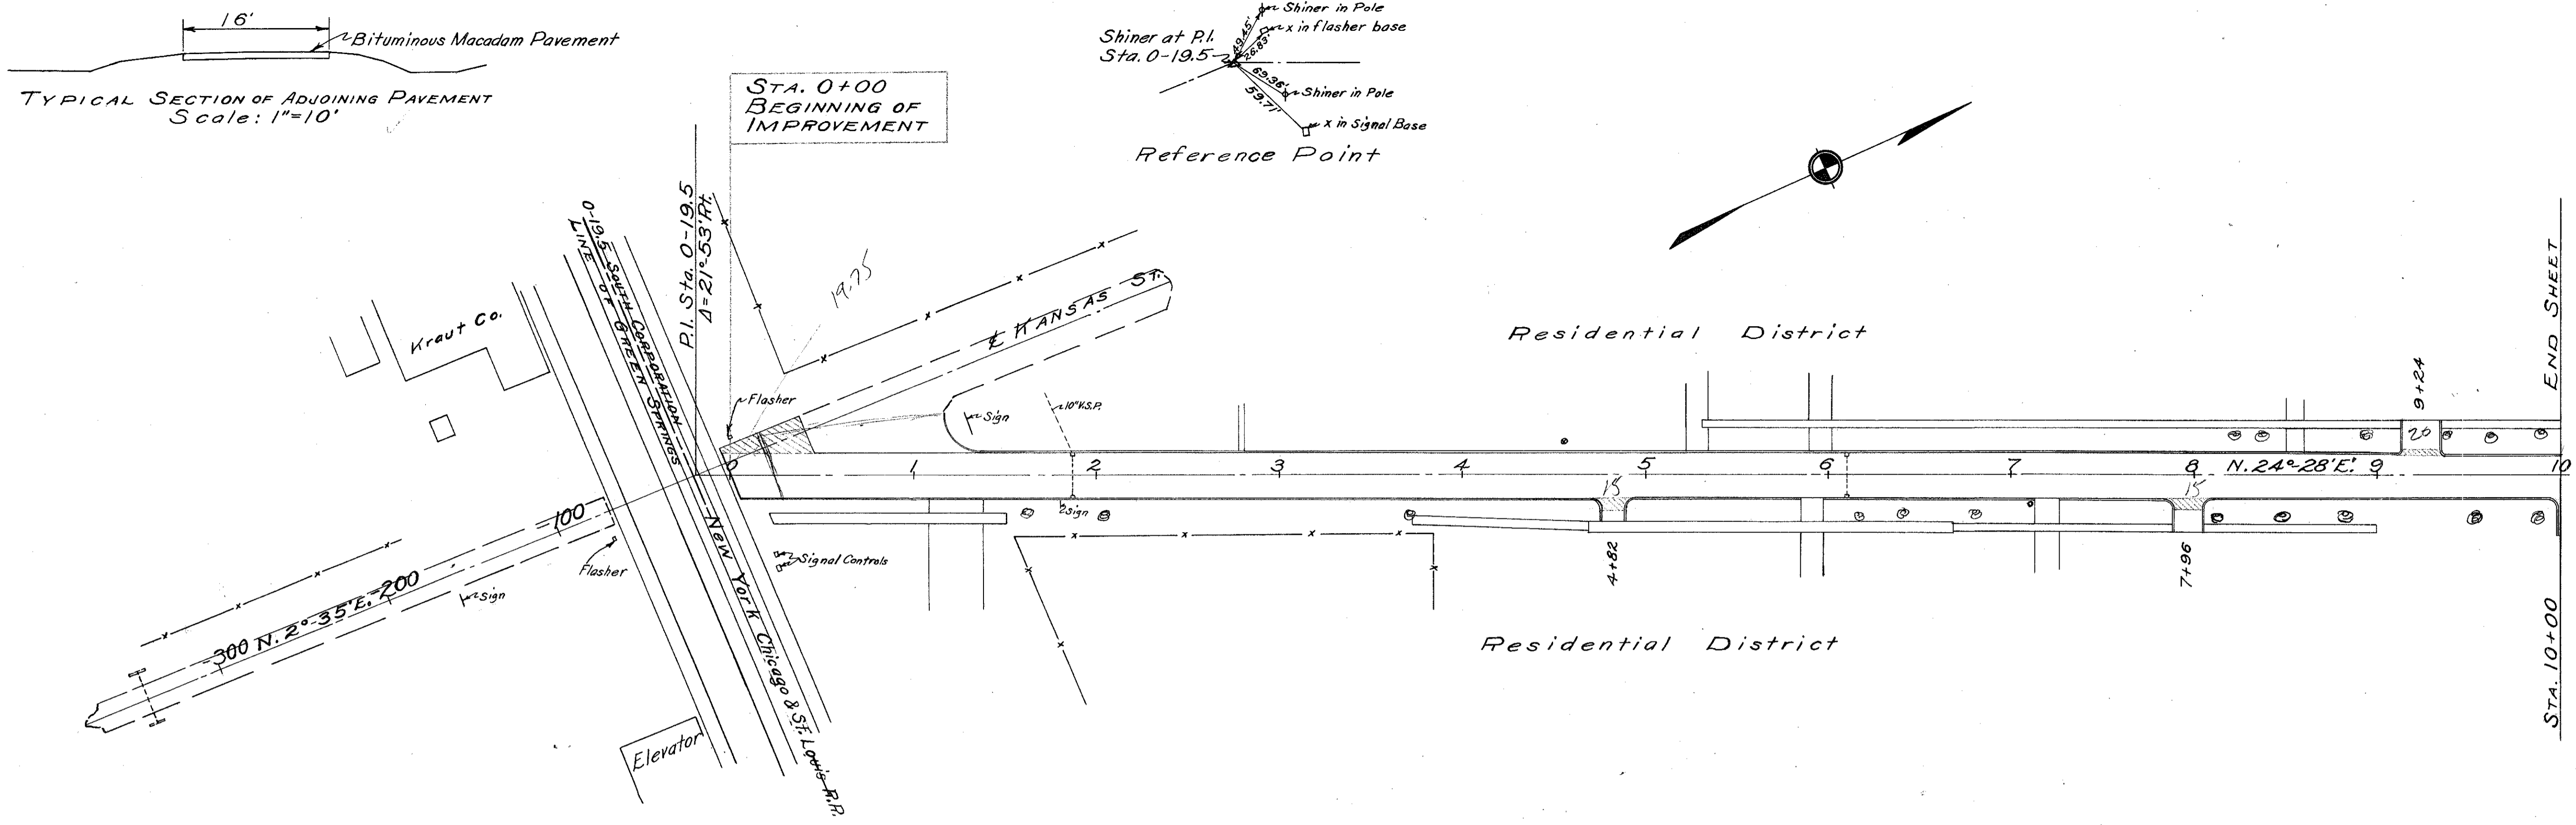 16'
Bituminous Macadam Pavement
TYPICAL SECTION OF ADJOINING PAVEMENT
Scale: 1"=10'
STA. 0+00
BEGINNING OF
IMPROVEMENT
Shiner at P.I.
Sta. 0-19.5
49.45'
26.83'
69.36'
59.71'
Shiner in Pole
x in flasher base
Shiner in Pole
x in Signal Base
Reference Point
P.I. Sta. 0-19.5
Δ=21°53'Rt.
0-19.5 SOUTH CORPORATION
LINE OF GREEN SPRINGS
Kraut Co.
19.75
℄ KANSAS ST.
Flasher
Sign
10" V.S.P.
Residential District
9+24
END SHEET
20
0 1 2 3 4 5 6 7 8 N.24°-28'E. 9 10
15
15
Sign
Signal Controls
NEW YORK CHICAGO & ST. LOUIS R.R.
-100
Flasher
-200
Sign
-300 N. 2°-35'E.
4+82
7+96
Residential District
STA. 10+00
Elevator